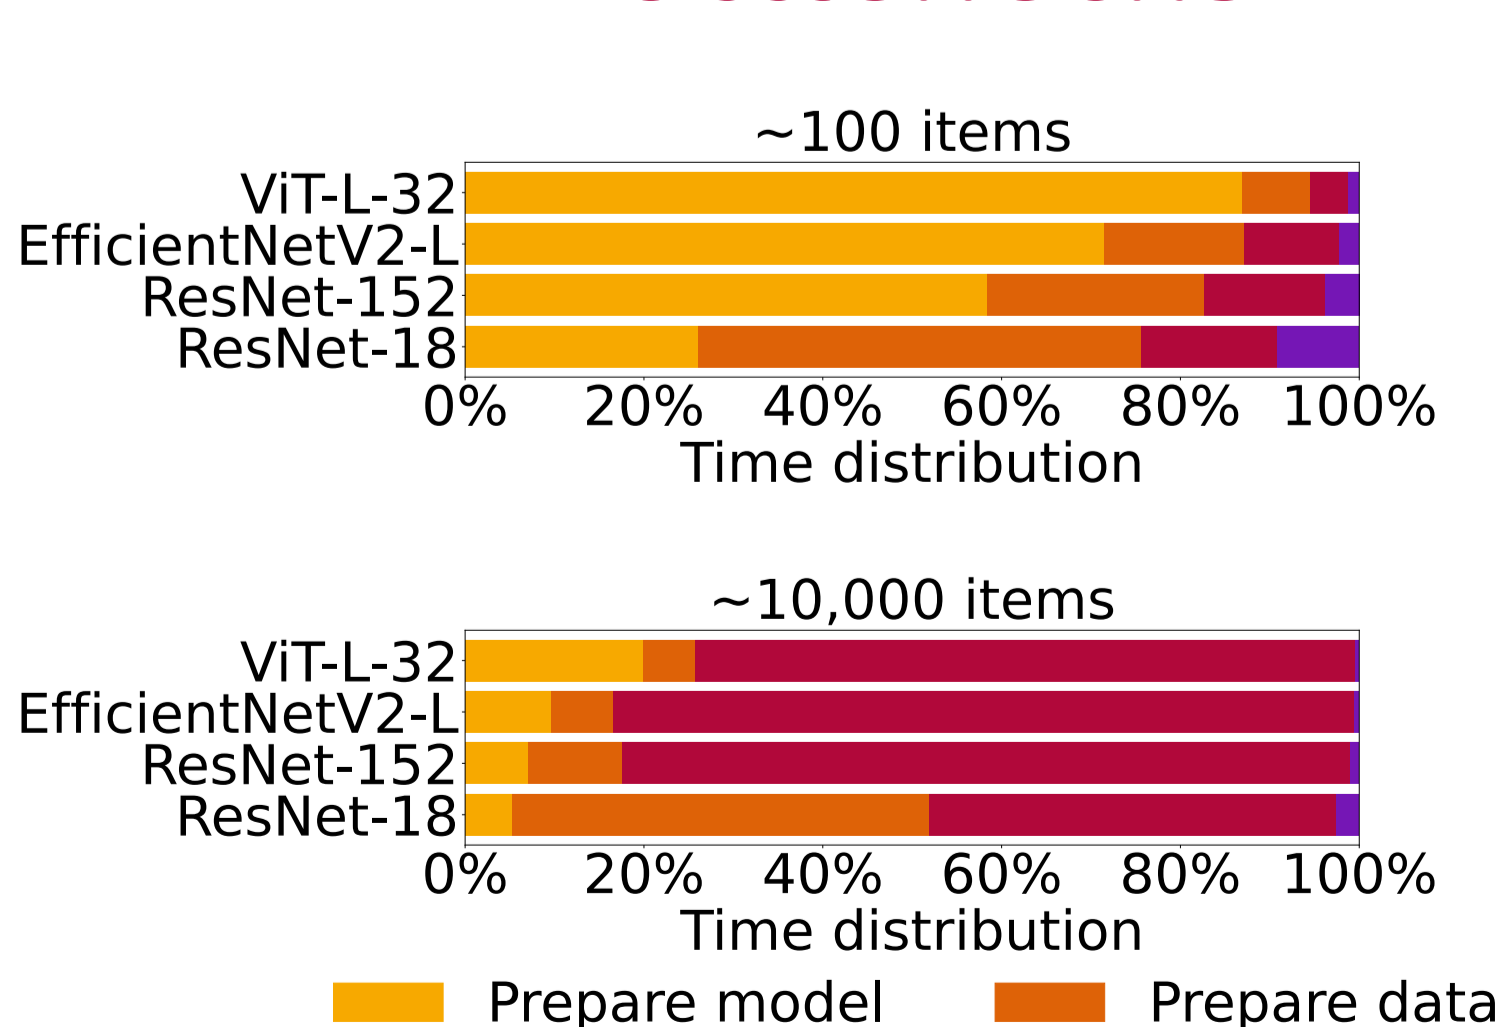 ~100 items
ViT-L-32
EfficientNetV2-L
ResNet-152
ResNet-18
0% 20% 40% 60% 80% 100%
Time distribution
~10,000 items
ViT-L-32
EfficientNetV2-L
ResNet-152
ResNet-18
0% 20% 40% 60% 80% 100%
Time distribution
Prepare model Prepare data